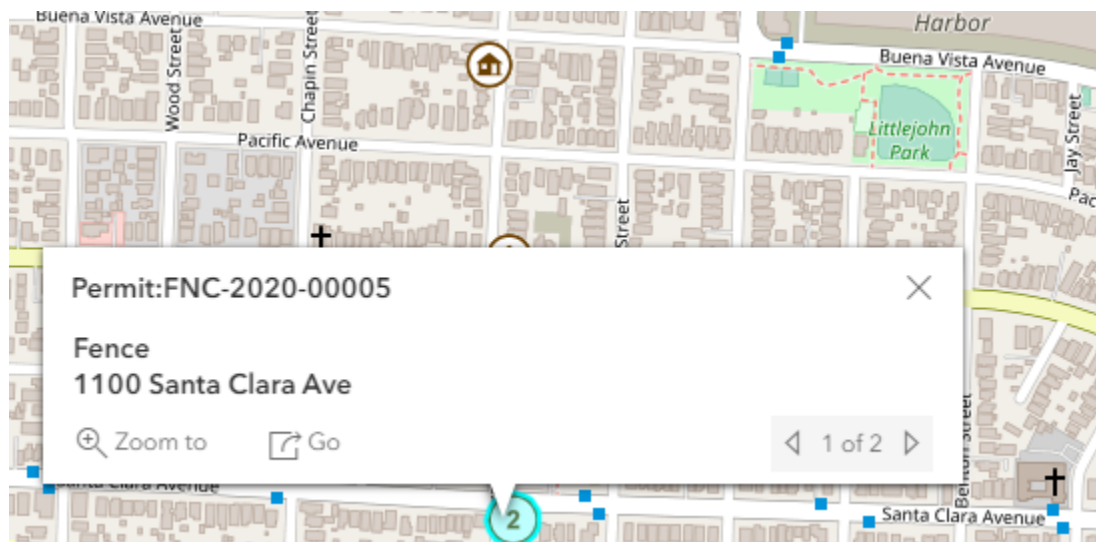 Buena Vista Avenue
Harbor
Buena Vista Avenue
Wood Street
Chapin Street
Pacific Avenue
Littlejohn
Park
Jay Street
Street
Pac
Permit:FNC-2020-00005
Fence
1100 Santa Clara Ave
Zoom to
Go
1 of 2
Benton Street
Santa Clara Avenue
2
Santa Clara Avenue